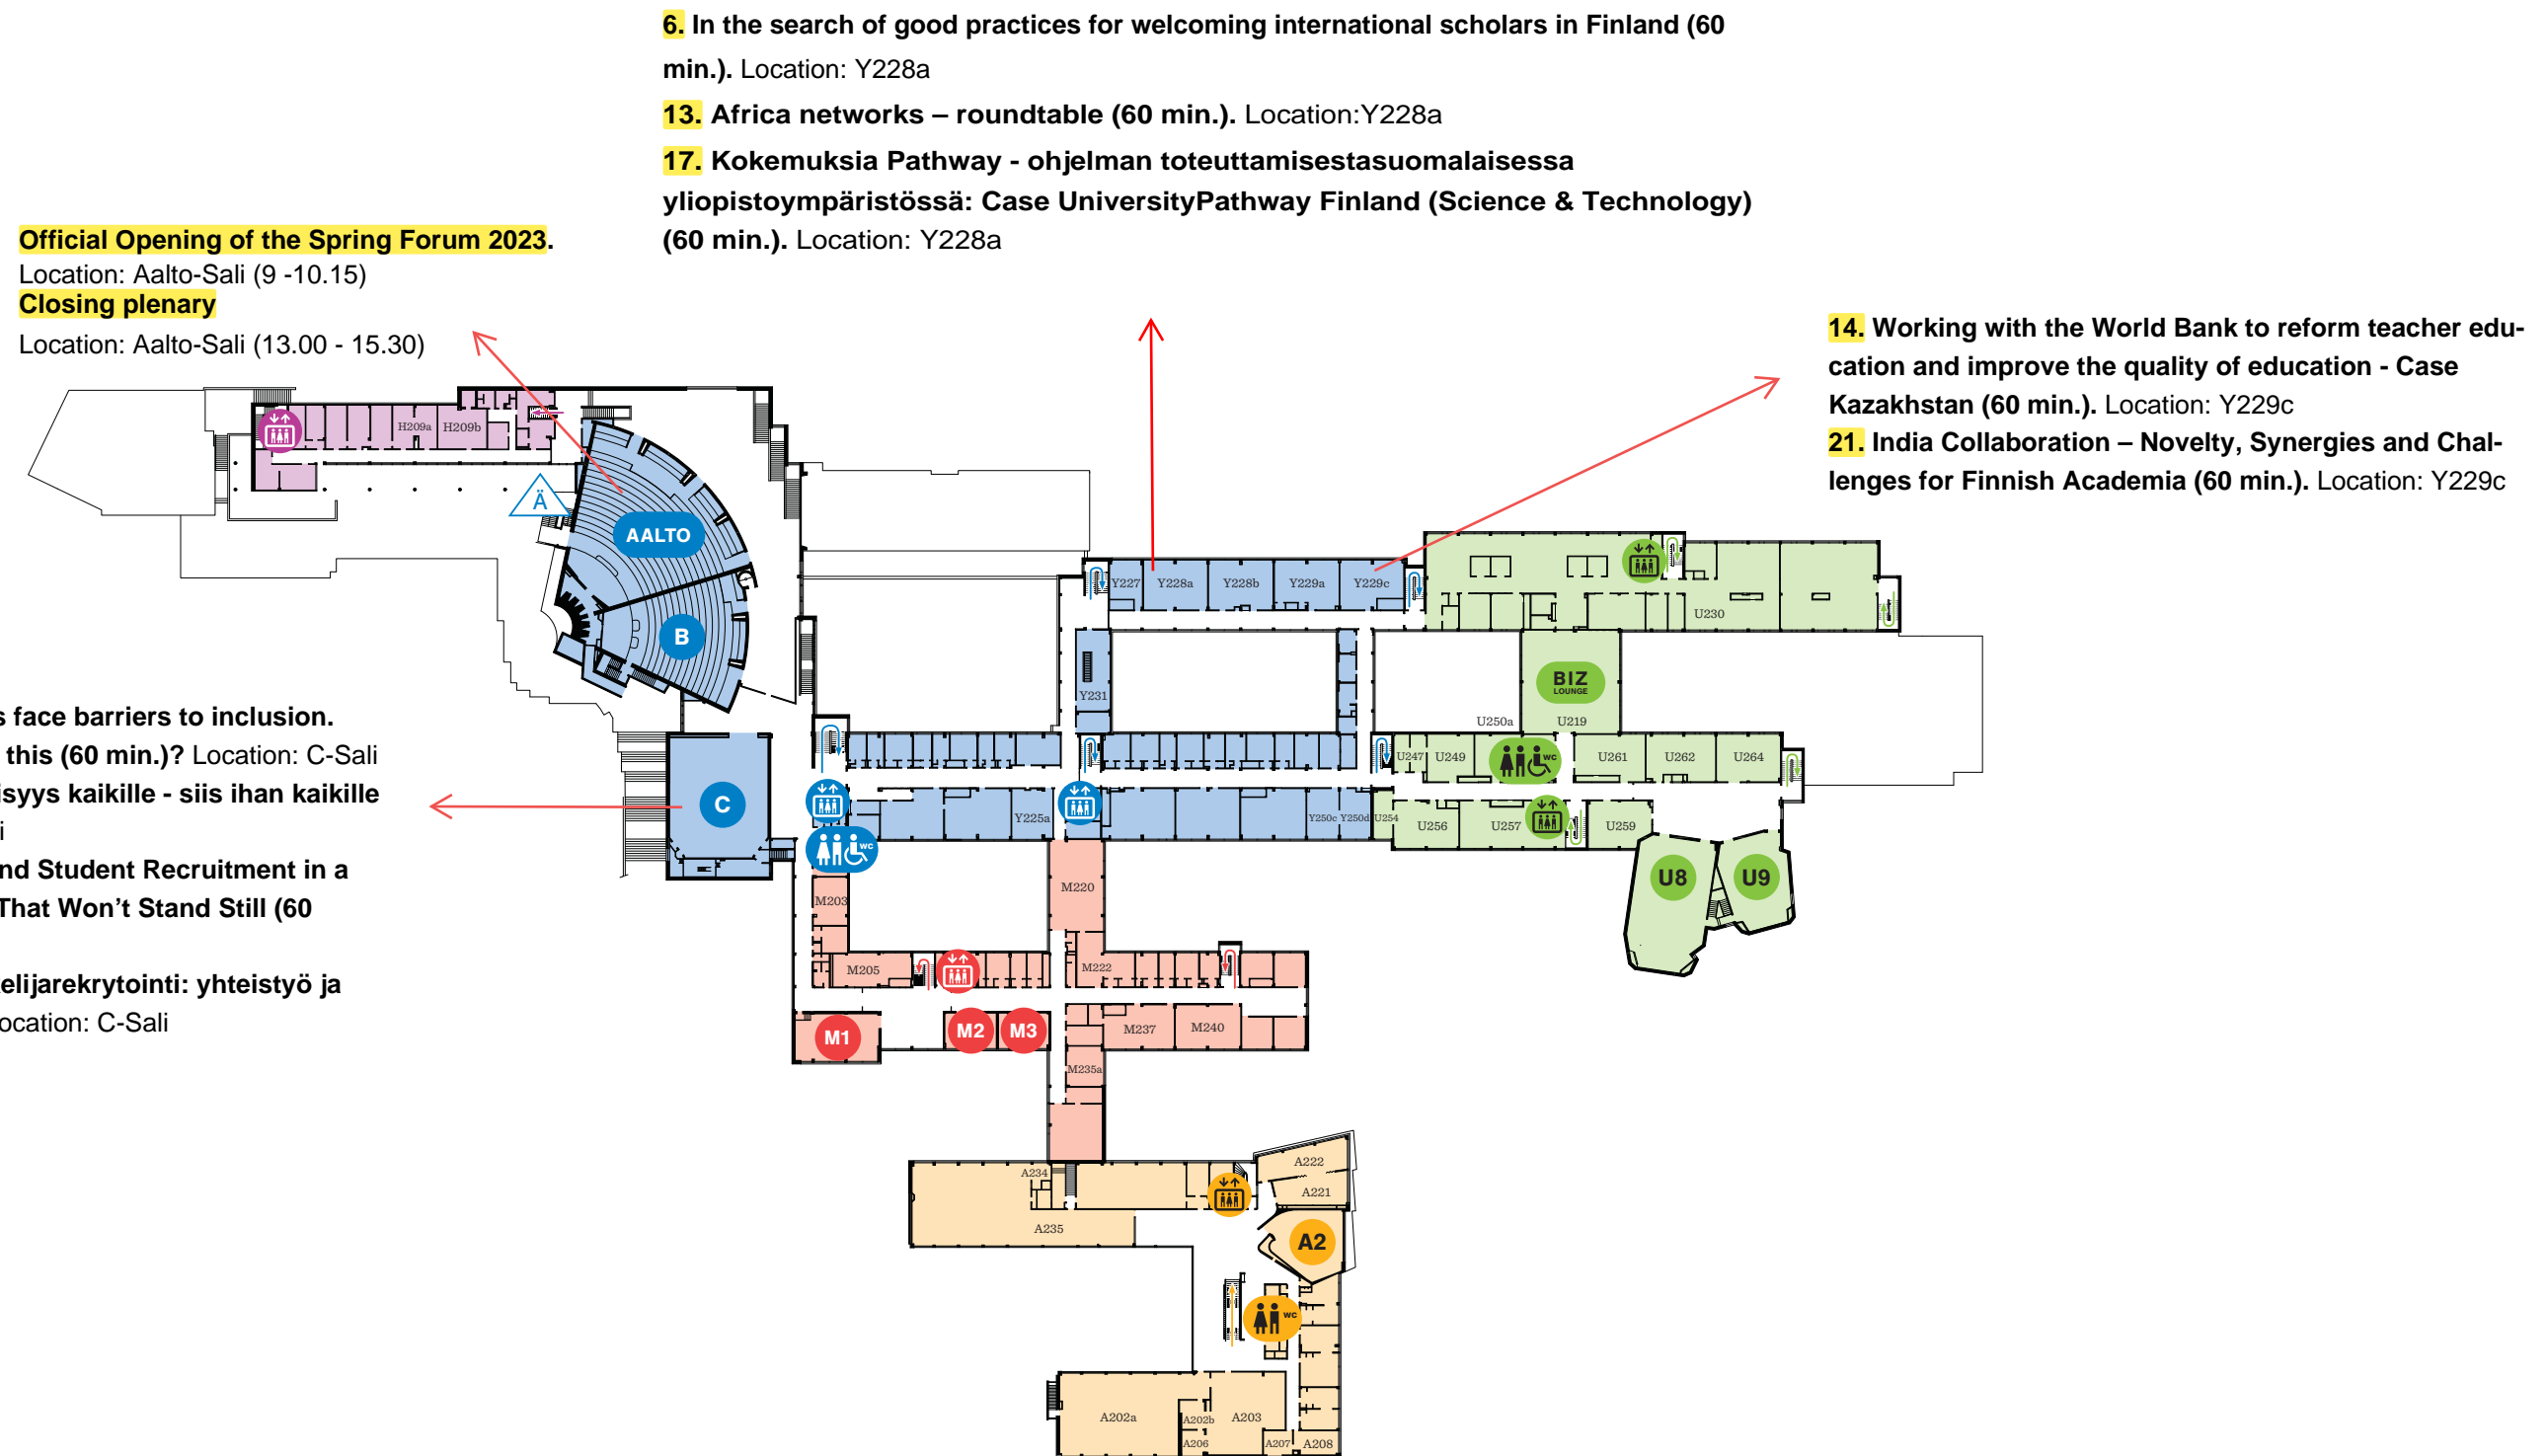 6. In the search of good practices for welcoming international scholars in Finland (60
min.). Location: Y228a
13. Africa networks – roundtable (60 min.). Location:Y228a
17. Kokemuksia Pathway - ohjelman toteuttamisestasuomalaisessa
yliopistoympäristössä: Case UniversityPathway Finland (Science & Technology)
(60 min.). Location: Y228a
Official Opening of the Spring Forum 2023.
Location: Aalto-Sali (9 -10.15)
Closing plenary
Location: Aalto-Sali (13.00 - 15.30)
14. Working with the World Bank to reform teacher edu-
cation and improve the quality of education - Case
Kazakhstan (60 min.). Location: Y229c
21. India Collaboration – Novelty, Synergies and Chal-
lenges for Finnish Academia (60 min.). Location: Y229c
H209a H209b
Ä
AALTO
B
Y227 Y228a Y228b Y229a Y229c
U230
Y231
BIZ
LOUNGE
U250a U219
s face barriers to inclusion.
this (60 min.)? Location: C-Sali
isyys kaikille - siis ihan kaikille
i
nd Student Recruitment in a
That Won't Stand Still (60
elijarekrytointi: yhteistyö ja
ocation: C-Sali
C
U247 U249 WC U261 U262 U264
Y225a Y250c Y250d U254 U256 U257 U259
WC
U8 U9
M203 M220
M205 M222
M1 M2 M3 M237 M240
M235a
A234 A222
A221
A235
A2
WC
A202a A202b A203
A206 A207 A208